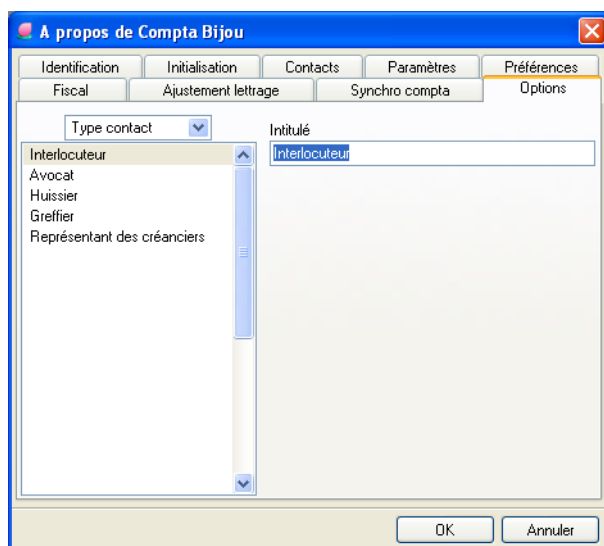 A propos de Compta Bijou
Identification Initialisation Contacts Paramètres Préférences
Fiscal Ajustement lettrage Synchro compta Options
Type contact
Intitulé
Interlocuteur
Interlocuteur
Avocat
Huissier
Greffier
Représentant des créanciers
OK Annuler